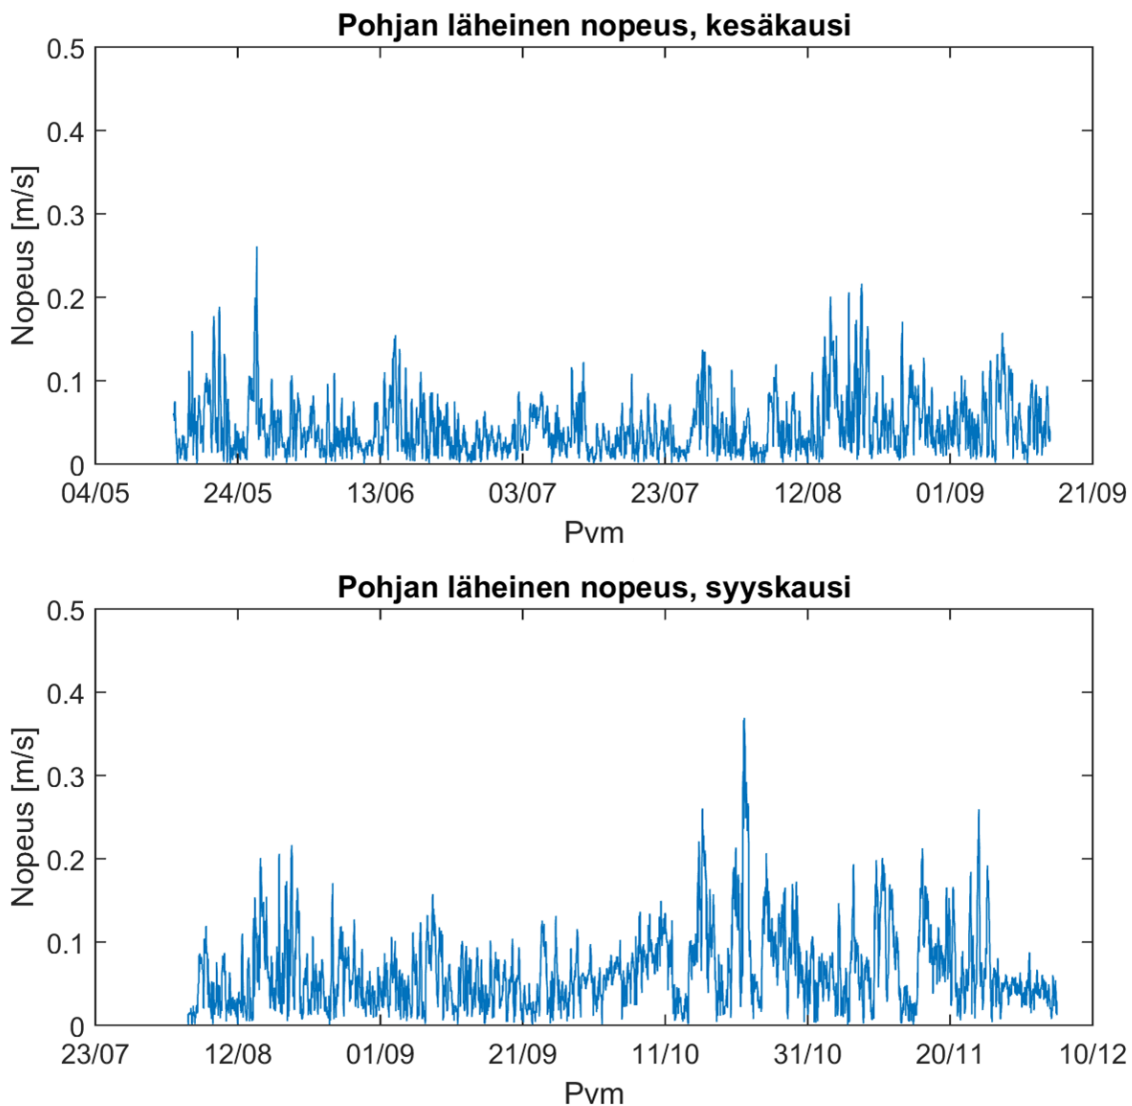 Pohjan läheinen nopeus, kesäkausi
0.5
0.4
0.3
0.2
0.1
0
Nopeus [m/s]
04/05 24/05 13/06 03/07 23/07 12/08 01/09 21/09
Pvm
Pohjan läheinen nopeus, syyskausi
0.5
0.4
0.3
0.2
0.1
0
Nopeus [m/s]
23/07 12/08 01/09 21/09 11/10 31/10 20/11 10/12
Pvm